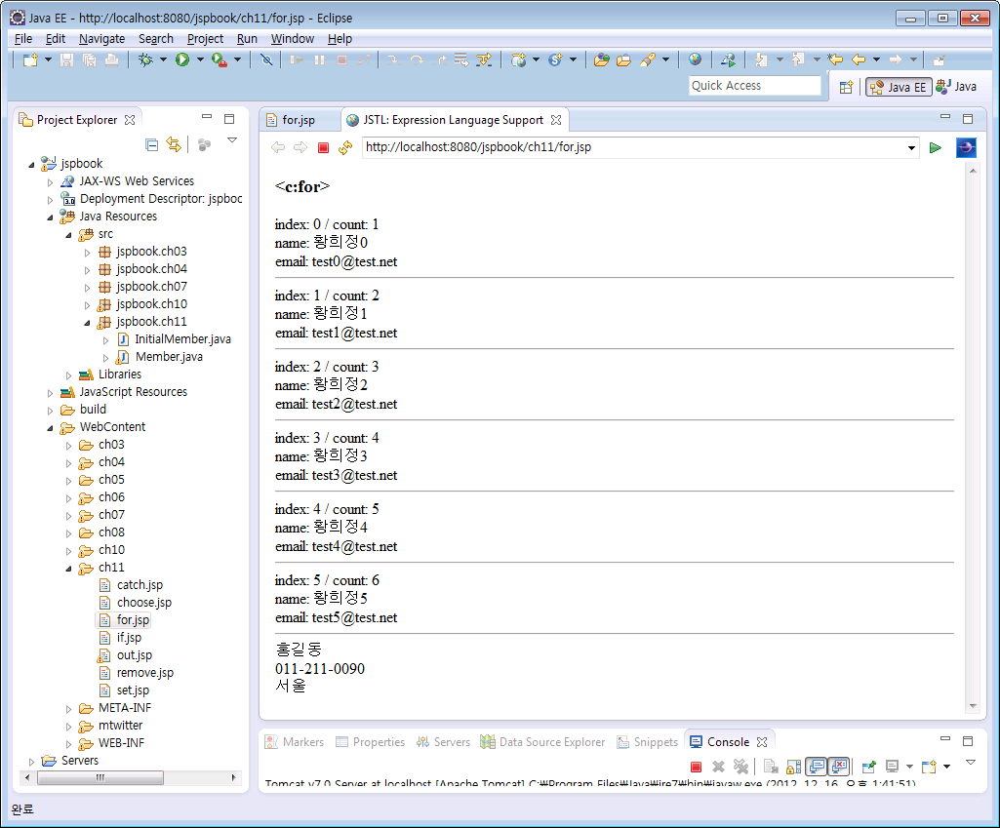 Java EE - http://localhost:8080/jspbook/ch11/for.jsp - Eclipse
File Edit Navigate Search Project Run Window Help
Quick Access
Java EE Java
Project Explorer
jspbook
JAX-WS Web Services
3.0 Deployment Descriptor: jspboc
Java Resources
src
jspbook.ch03
jspbook.ch04
jspbook.ch07
jspbook.ch10
jspbook.ch11
InitialMember.java
Member.java
Libraries
JavaScript Resources
build
WebContent
ch03
ch04
ch05
ch06
ch07
ch08
ch10
ch11
catch.jsp
choose.jsp
for.jsp
if.jsp
out.jsp
remove.jsp
set.jsp
META-INF
mtwitter
WEB-INF
Servers
for.jsp JSTL: Expression Language Support
http://localhost:8080/jspbook/ch11/for.jsp
<c:for>
index: 0 / count: 1
name: 황희정0
email: test0@test.net
index: 1 / count: 2
name: 황희정1
email: test1@test.net
index: 2 / count: 3
name: 황희정2
email: test2@test.net
index: 3 / count: 4
name: 황희정3
email: test3@test.net
index: 4 / count: 5
name: 황희정4
email: test4@test.net
index: 5 / count: 6
name: 황희정5
email: test5@test.net
홍길동
011-211-0090
서울
Markers Properties Servers Data Source Explorer Snippets Console
Tomcat v7.0 Server at localhost [Apache Tomcat] C:₩Program Files₩Java₩jre7₩bin₩javaw.exe (2012. 12. 16. 오후 1:41:51)
완료